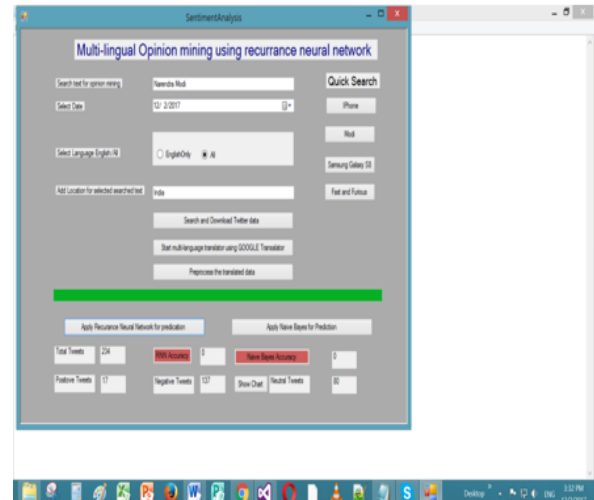 SentimentAnalysis
Multi-lingual Opinion mining using recurrance neural network
Search text for opinion mining
Narendra Modi
Quick Search
Select Date
12/ 2/2017
iPhone
Modi
Select Language English /All
EnglishOnly
All
Samsung Galaxy S8
Add Location for selected searched text
India
Fast and Furious
Search and Download Twitter data
Start multi-language translator using GOOGLE Transalator
Preprocess the translated data
Apply Recurance Neural Network for predication
Apply Naive Bayes for Prediction
Total Tweets
234
RNN Accuracy
0
Naive Bayes Accuracy
0
Postiove Tweets
17
Negative Tweets
137
Show Chart
Neutral Tweets
80
Desktop
ENG
3:32 PM